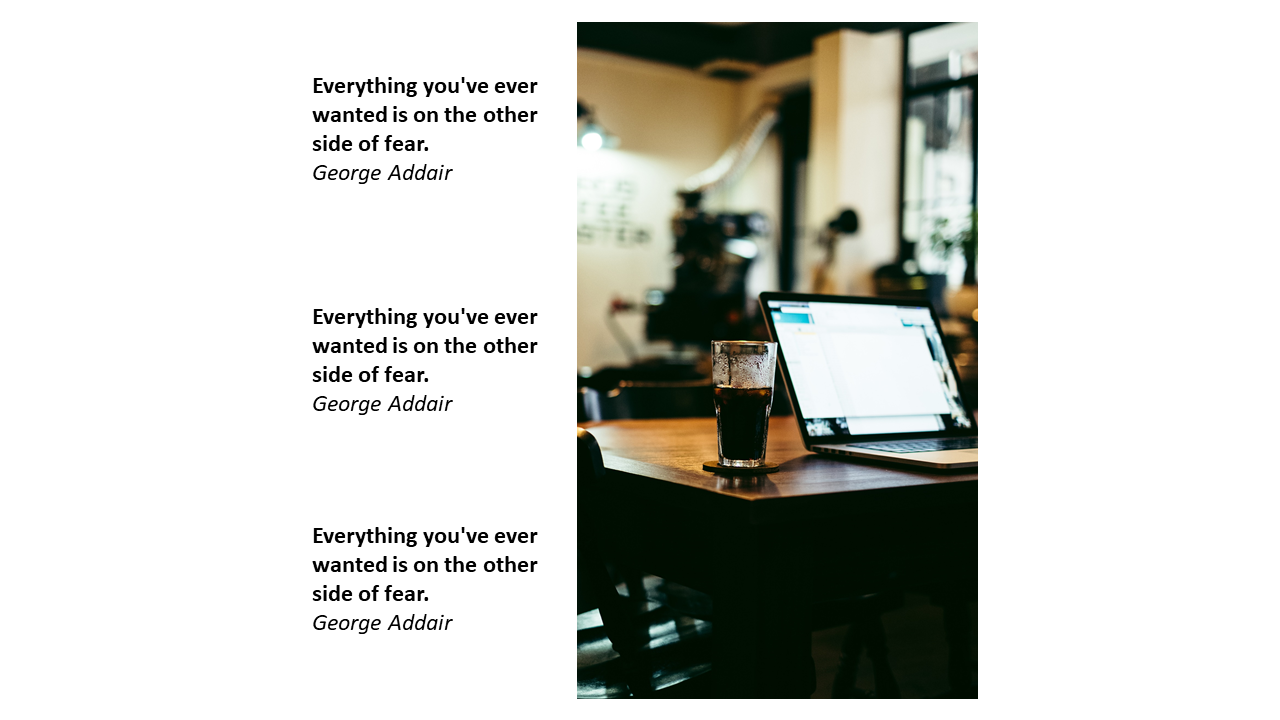 Everything you've ever
wanted is on the other
side of fear.
George Addair
Everything you've ever
wanted is on the other
side of fear.
George Addair
Everything you've ever
wanted is on the other
side of fear.
George Addair